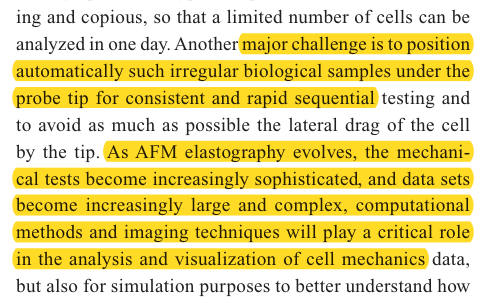 ing and copious, so that a limited number of cells can be
analyzed in one day. Another major challenge is to position
automatically such irregular biological samples under the
probe tip for consistent and rapid sequential testing and
to avoid as much as possible the lateral drag of the cell
by the tip. As AFM elastography evolves, the mechani-
cal tests become increasingly sophisticated, and data sets
become increasingly large and complex, computational
methods and imaging techniques will play a critical role
in the analysis and visualization of cell mechanics data,
but also for simulation purposes to better understand how